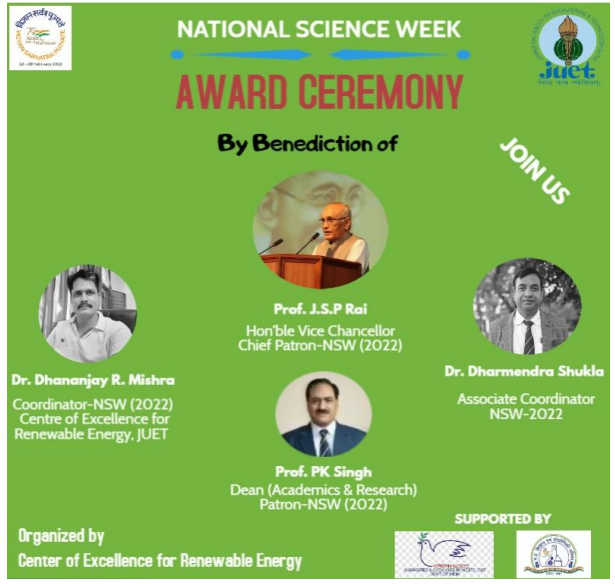 NATIONAL SCIENCE WEEK
AWARD CEREMONY
By Benediction of
JOIN US
Prof. J.S.P Rai
Hon'ble Vice Chancellor
Chief Patron-NSW (2022)
Dr. Dhananjay R. Mishra
Coordinator-NSW (2022)
Centre of Excellence for
Renewable Energy, JUET
Dr. Dharmendra Shukla
Associate Coordinator
NSW-2022
Prof. PK Singh
Dean (Academics & Research)
Patron-NSW (2022)
SUPPORTED BY
Organized by
Center of Excellence for Renewable Energy
juet